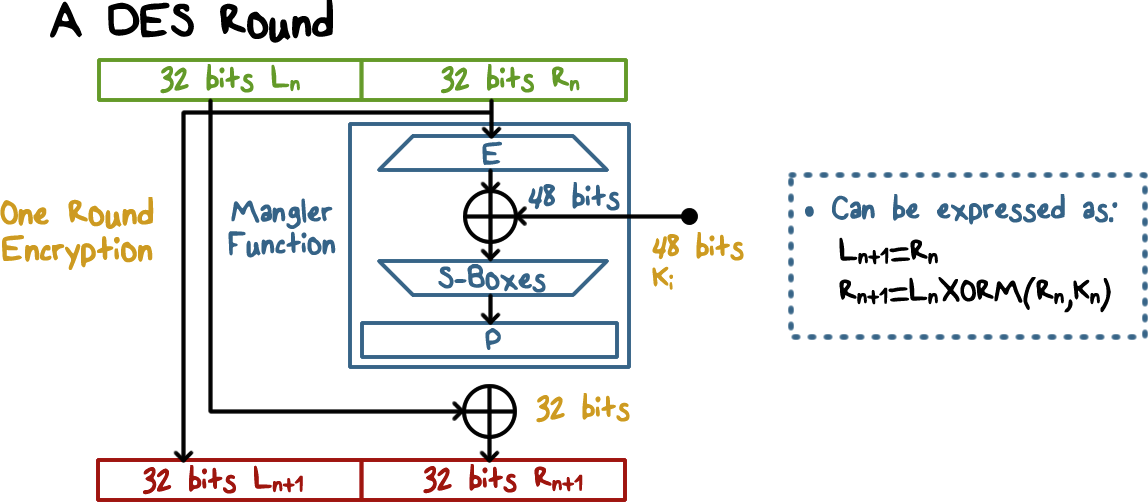 A DES Round
32 bits Ln
32 bits Rn
E
48 bits
One Round
Encryption
Mangler
Function
48 bits
Ki
S-Boxes
P
32 bits
32 bits Ln+1
32 bits Rn+1
• Can be expressed as:
Ln+1=Rn
Rn+1=LnXORM(Rn,Kn)